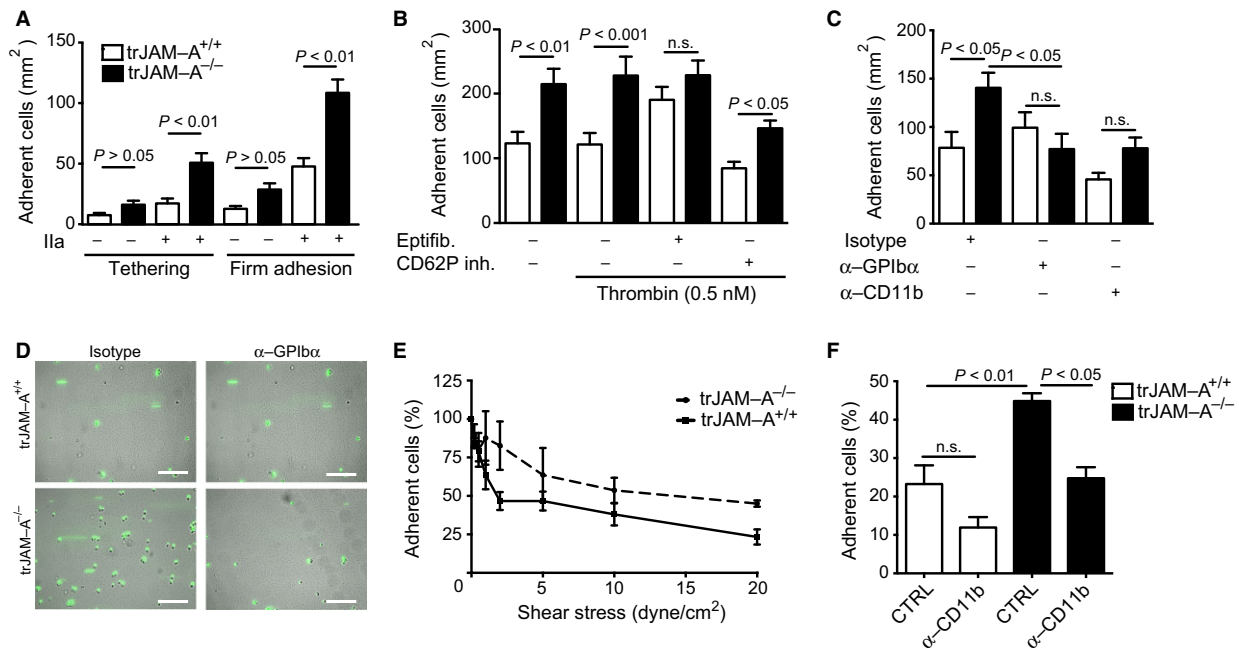 A
trJAM–A+/+
trJAM–A–/–
Adherent cells (mm2)
150
100
50
0
P > 0.05
P < 0.01
P > 0.05
P < 0.01
IIa – – + + – – + +
Tethering Firm adhesion
B
Adherent cells (mm2)
300
200
100
0
P < 0.01
P < 0.001
n.s.
P < 0.05
Eptifib. – – + –
CD62P inh. – – – +
Thrombin (0.5 nM)
C
Adherent cells (mm2)
200
150
100
50
0
P < 0.05
P < 0.05
n.s.
n.s.
Isotype + – –
α–GPIbα – + –
α–CD11b – – +
D
Isotype α–GPIbα
trJAM–A+/+
trJAM–A–/–
E
Adherent cells (%)
125
100
75
50
25
0
0 5 10 15 20
Shear stress (dyne/cm2)
trJAM–A–/–
trJAM–A+/+
F
Adherent cells (%)
50
40
30
20
10
0
P < 0.01
P < 0.05
n.s.
trJAM–A+/+
trJAM–A–/–
CTRL
α–CD11b
CTRL
α–CD11b